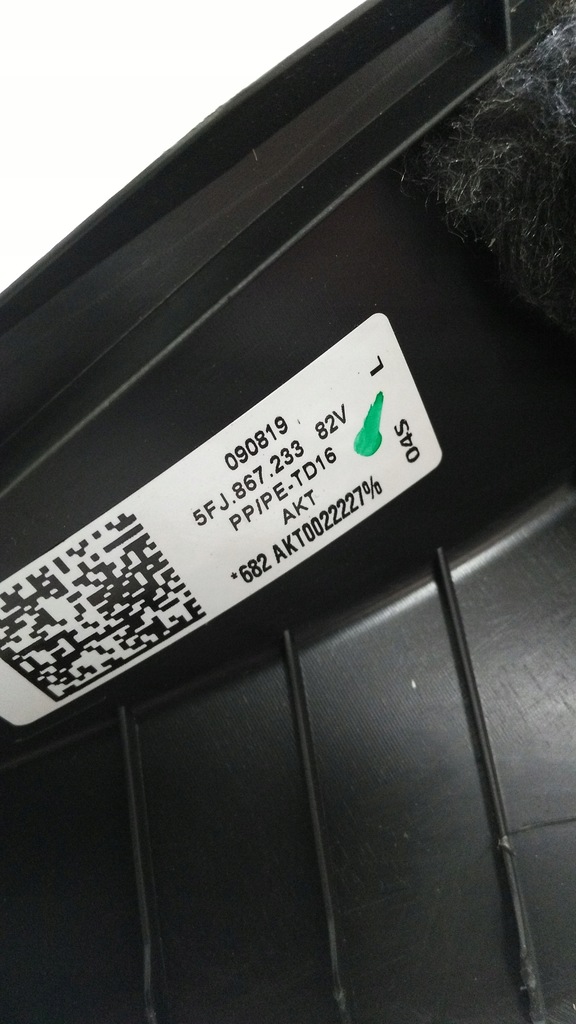 L
090819
5FJ.867.233 82V
PP/PE-TD16
AKT
*682 AKT0022227%
04S